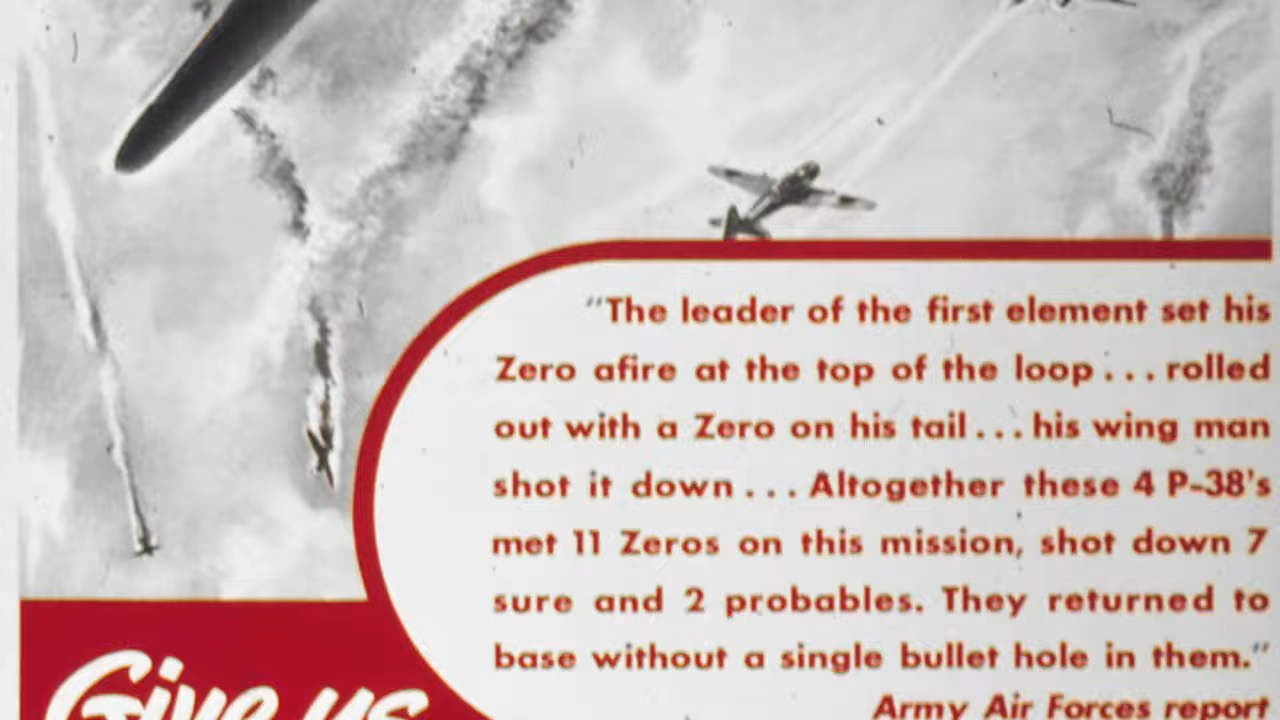 "The leader of the first element set his
Zero afire at the top of the loop . . . rolled
out with a Zero on his tail . . . his wing man
shot it down . . . Altogether these 4 P-38's
met 11 Zeros on this mission, shot down 7
sure and 2 probables. They returned to
base without a single bullet hole in them."
Army Air Forces report
Give us